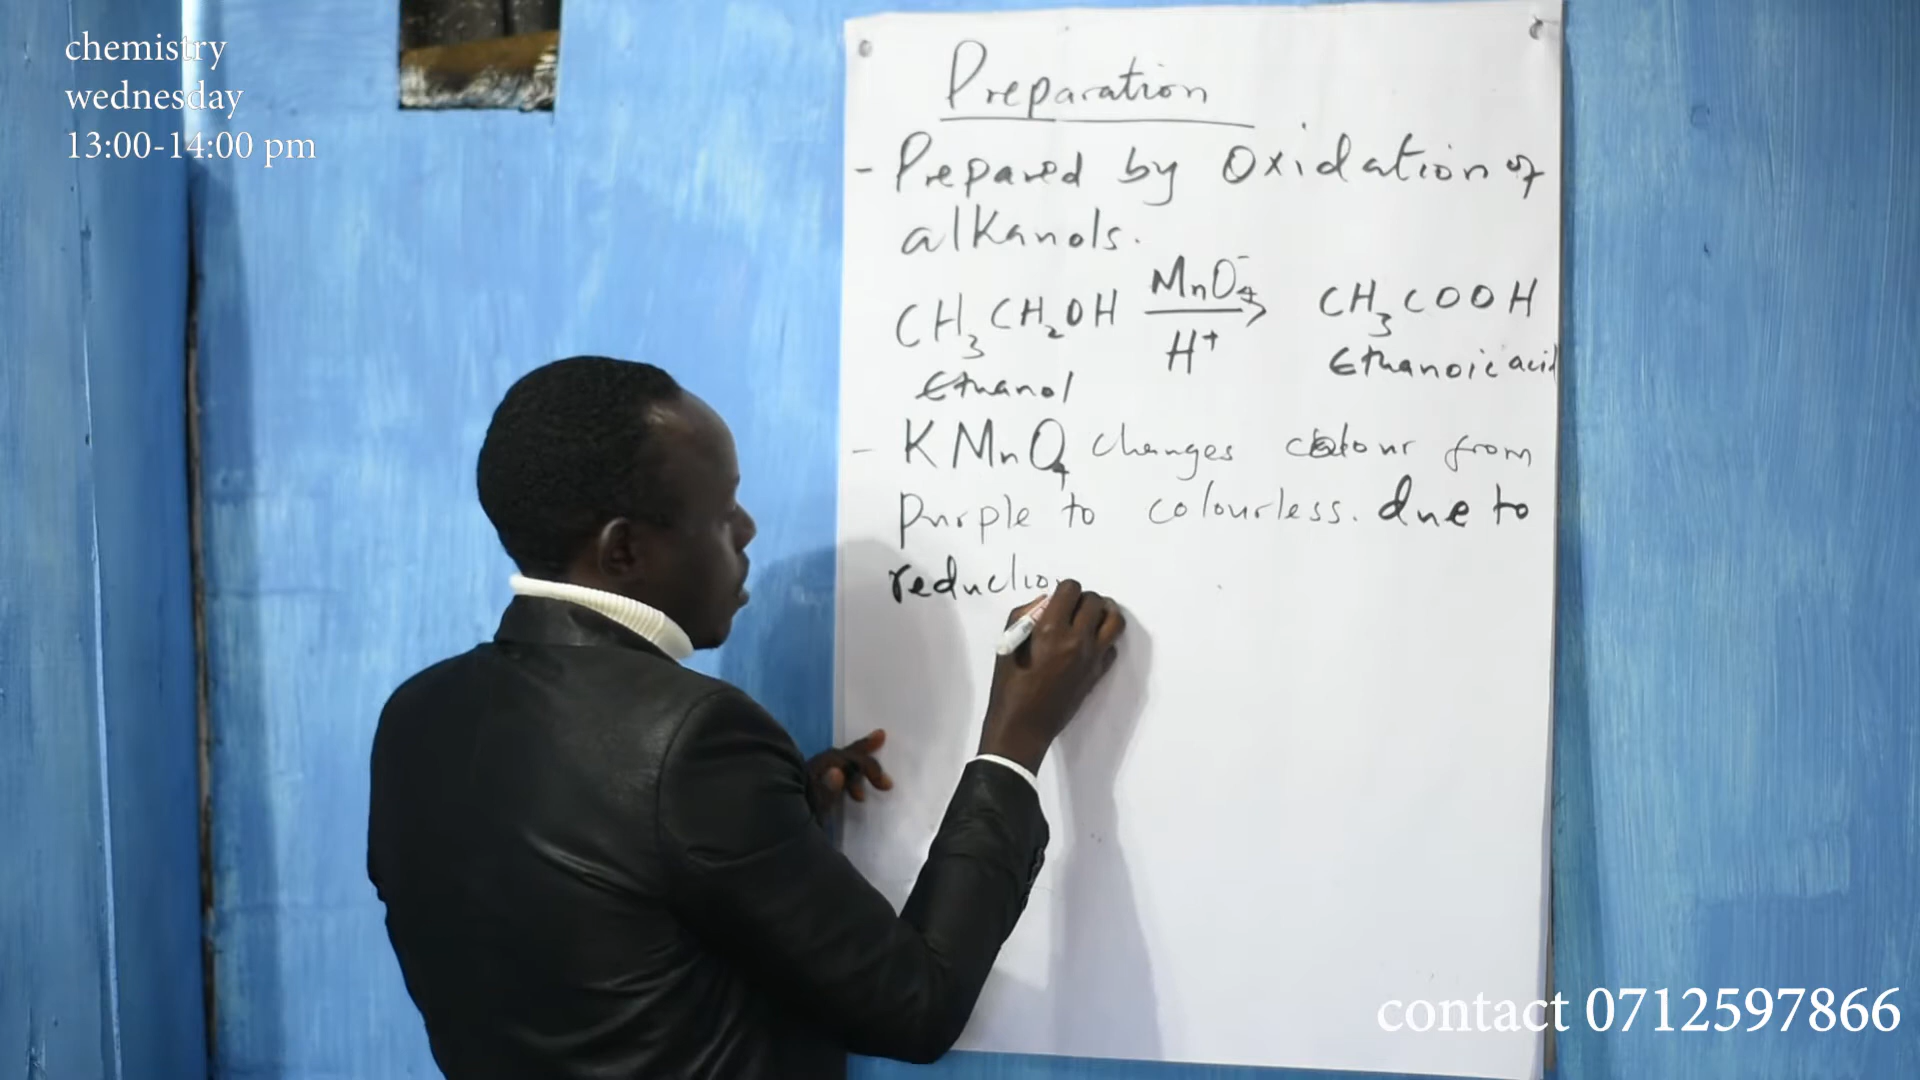 chemistry
wednesday
13:00-14:00 pm
Preparation
- Prepared by Oxidation of
alkanols.
CH₃CH₂OH MnO₄⁻ H⁺ → CH₃COOH
Ethanol Ethanoic acid
- KMnO₄ changes colour from
purple to colourless. due to
reduction
contact 0712597866